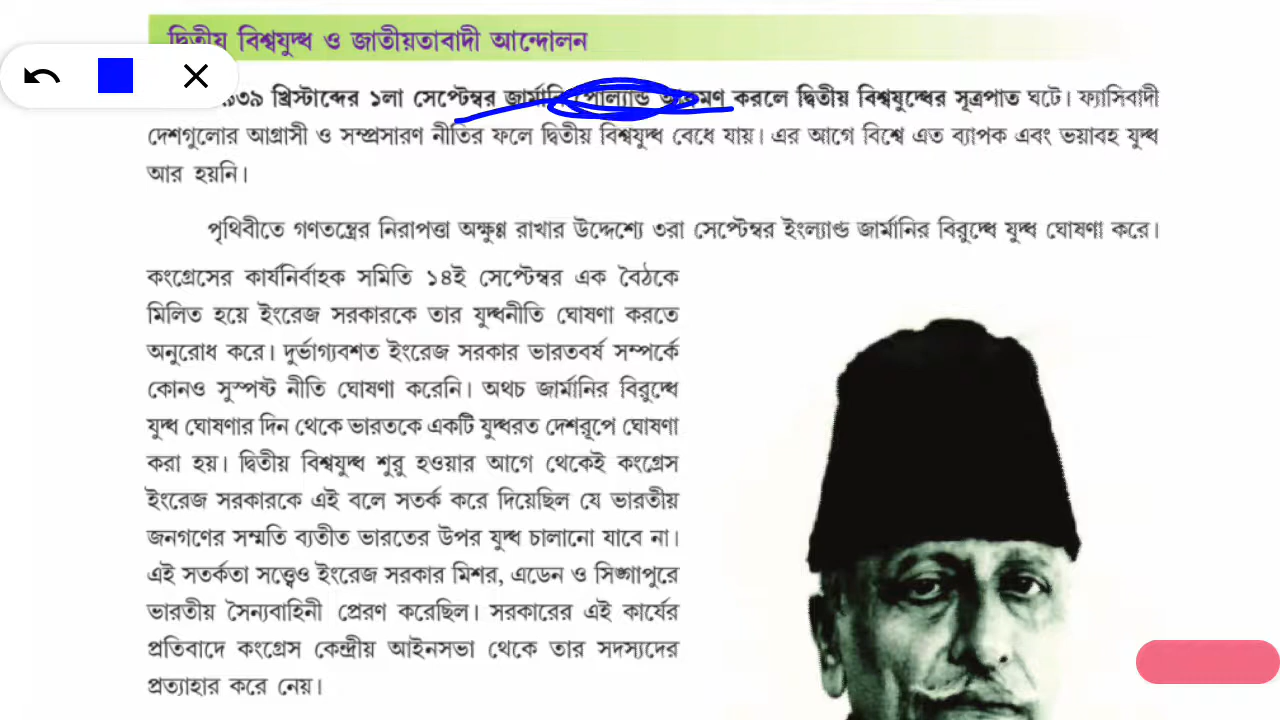 দ্বিতীয় বিশ্বযুদ্ধ ও জাতীয়তাবাদী আন্দোলন
১৯৩৯ খ্রিস্টাব্দের ১লা সেপ্টেম্বর জার্মানি পোল্যান্ড আক্রমণ করলে দ্বিতীয় বিশ্বযুদ্ধের সূত্রপাত ঘটে। ফ্যাসিবাদী
দেশগুলোর আগ্রাসী ও সম্প্রসারণ নীতির ফলে দ্বিতীয় বিশ্বযুদ্ধ বেধে যায়। এর আগে বিশ্বে এত ব্যাপক এবং ভয়াবহ যুদ্ধ
আর হয়নি।
পৃথিবীতে গণতন্ত্রের নিরাপত্তা অক্ষুণ্ণ রাখার উদ্দেশ্যে ৩রা সেপ্টেম্বর ইংল্যাণ্ড জার্মানির বিরুদ্ধে যুদ্ধ ঘোষণা করে।
কংগ্রেসের কার্যনির্বাহক সমিতি ১৪ই সেপ্টেম্বর এক বৈঠকে
মিলিত হয়ে ইংরেজ সরকারকে তার যুদ্ধনীতি ঘোষণা করতে
অনুরোধ করে। দুর্ভাগ্যবশত ইংরেজ সরকার ভারতবর্ষ সম্পর্কে
কোনও সুস্পষ্ট নীতি ঘোষণা করেনি। অথচ জার্মানির বিরুদ্ধে
যুদ্ধ ঘোষণার দিন থেকে ভারতকে একটি যুদ্ধরত দেশরূপে ঘোষণা
করা হয়। দ্বিতীয় বিশ্বযুদ্ধ শুরু হওয়ার আগে থেকেই কংগ্রেস
ইংরেজ সরকারকে এই বলে সতর্ক করে দিয়েছিল যে ভারতীয়
জনগণের সম্মতি ব্যতীত ভারতের উপর যুদ্ধ চালানো যাবে না।
এই সতর্কতা সত্ত্বেও ইংরেজ সরকার মিশর, এডেন ও সিঙ্গাপুরে
ভারতীয় সৈন্যবাহিনী প্রেরণ করেছিল। সরকারের এই কার্যের
প্রতিবাদে কংগ্রেস কেন্দ্রীয় আইনসভা থেকে তার সদস্যদের
প্রত্যাহার করে নেয়।